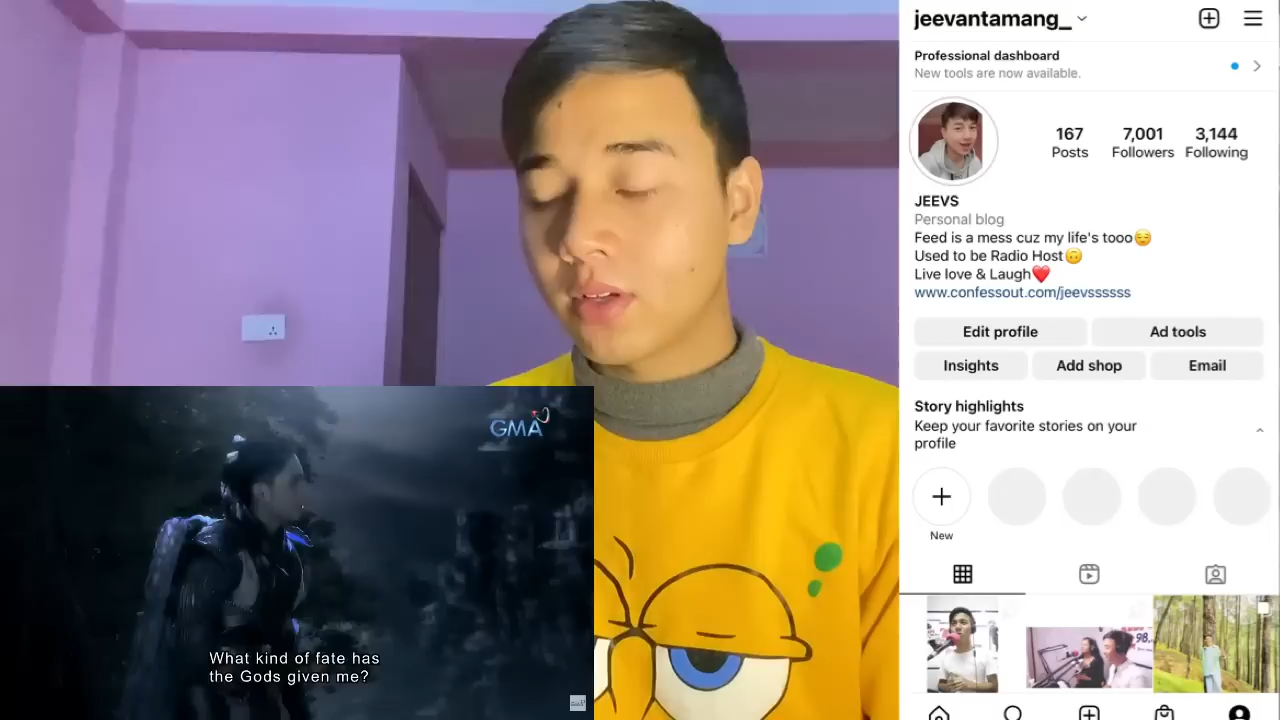 GMA
What kind of fate has
the Gods given me?
jeevantamang_
Professional dashboard
New tools are now available.
167 7,001 3,144
Posts Followers Following
JEEVS
Personal blog
Feed is a mess cuz my life's tooo😌
Used to be Radio Host🙃
Live love & Laugh❤️
www.confessout.com/jeevssssss
Edit profile Ad tools
Insights Add shop Email
Story highlights
Keep your favorite stories on your
profile
New
98.